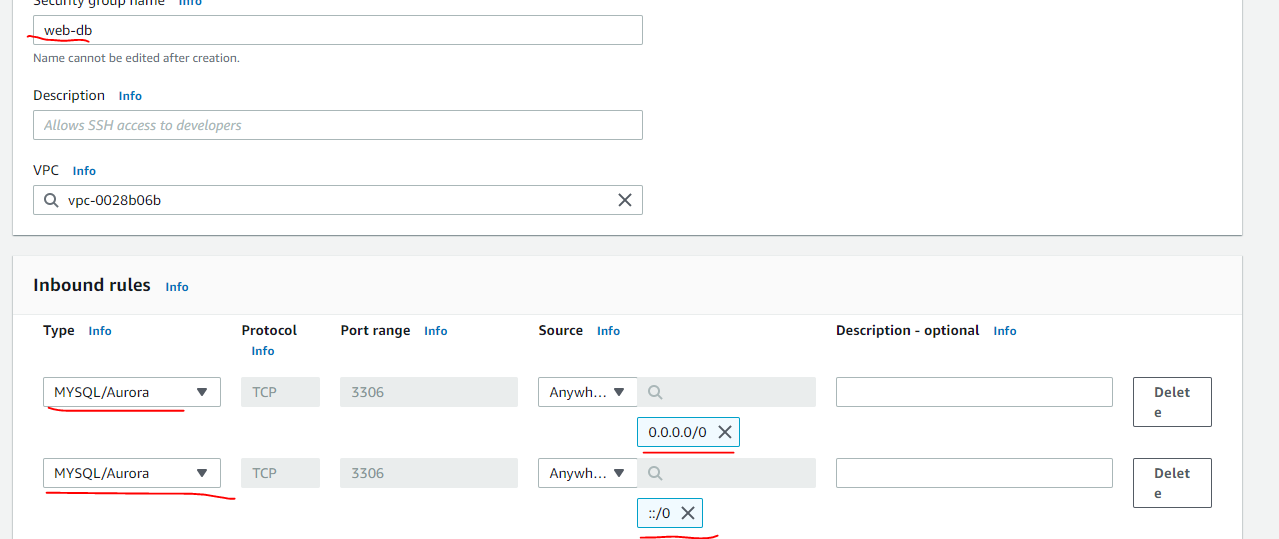 Security group name Info
web-db
Name cannot be edited after creation.
Description Info
Allows SSH access to developers
VPC Info
vpc-0028b06b
Inbound rules Info
Type Info Protocol Info Port range Info Source Info Description - optional Info
MYSQL/Aurora TCP 3306 Anywh... Delet
e
0.0.0.0/0
MYSQL/Aurora TCP 3306 Anywh... Delet
e
::/0